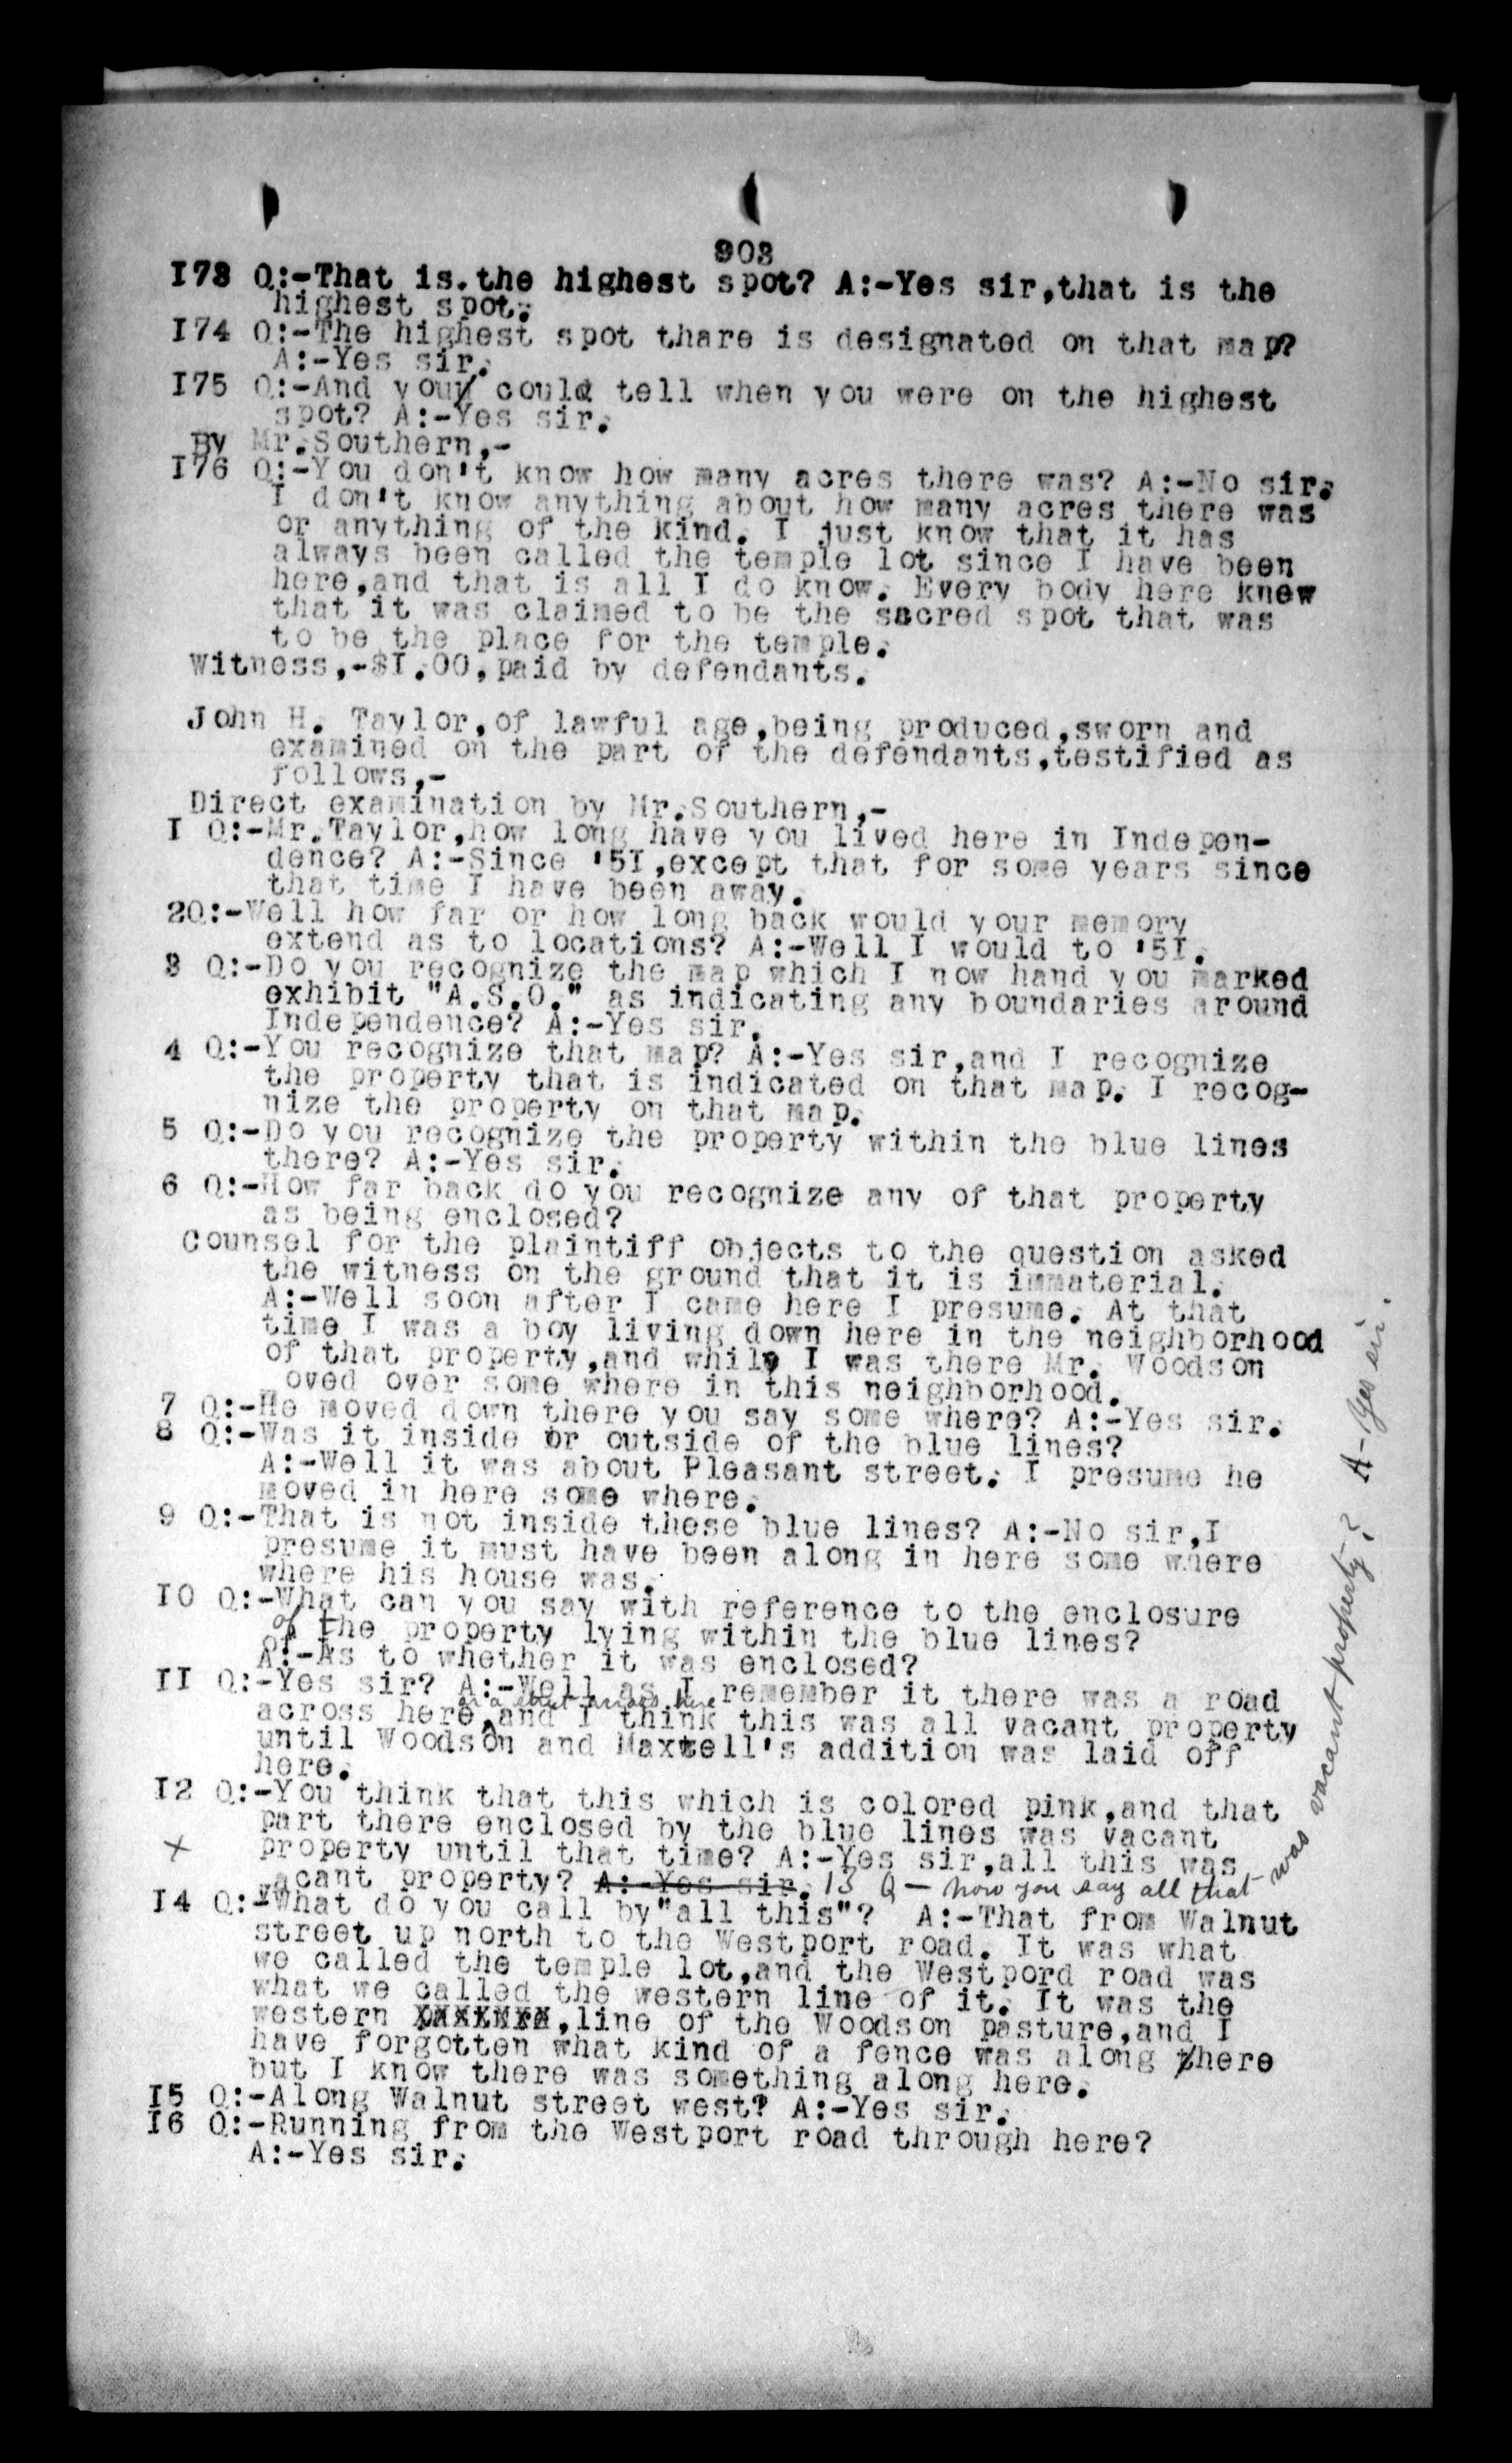 903
I73 Q:-That is.the highest spot? A:-Yes sir,that is the
highest spot.
I74 Q:-The highest spot thare is designated on that map?
A:-Yes sir.
I75 Q:-And you could tell when you were on the highest
spot? A:-Yes sir.
By Mr.Southern,-
I76 Q:-You don't know how many acres there was? A:-No sir.
I don't know anything about how many acres there was
or anything of the kind. I just know that it has
always been called the temple lot since I have been
here,and that is all I do know. Every body here knew
that it was claimed to be the sacred spot that was
to be the place for the temple.
Witness,-$I.00,paid by defendants.
John H. Taylor,of lawful age,being produced,sworn and
examined on the part of the defendants,testified as
follows,-
Direct examination by Mr.Southern,-
I Q:-Mr.Taylor,how long have you lived here in Indepen-
dence? A:-Since '5I,except that for some years since
that time I have been away.
2Q:-Well how far or how long back would your memory
extend as to locations? A:-Well I would to '5I.
3 Q:-Do you recognize the map which I now hand you marked
exhibit "A.S.O." as indicating any boundaries around
Independence? A:-Yes sir.
4 Q:-You recognize that map? A:-Yes sir,and I recognize
the property that is indicated on that map. I recog-
nize the property on that map.
5 Q:-Do you recognize the property within the blue lines
there? A:-Yes sir.
6 Q:-How far back do you recognize any of that property
as being enclosed?
Counsel for the plaintiff objects to the question asked
the witness on the ground that it is immaterial.
A:-Well soon after I came here I presume. At that
time I was a boy living down here in the neighborhood
of that property,and while I was there Mr. Woodson
oved over some where in this neighborhood.
7 Q:-He moved down there you say some where? A:-Yes sir.
8 Q:-Was it inside or outside of the blue lines?
A:-Well it was about Pleasant street. I presume he
moved in here some where.
9 Q:-That is not inside these blue lines? A:-No sir,I
presume it must have been along in here some where
where his house was.
I0 Q:-What can you say with reference to the enclosure
of the property lying within the blue lines?
A:-As to whether it was enclosed?
II Q:-Yes sir? A:-Well as I remember it there was a road
or a street across here
across here,and I think this was all vacant property
until Woodson and Maxwell's addition was laid off
here.
I2 Q:-You think that this which is colored pink,and that
part there enclosed by the blue lines was vacant
x property until that time? A:-Yes sir,all this was
vacant property? A:-Yes sir. 13 Q - Now you say all that was vacant property? A- Yes sir.
I4 Q:-What do you call by"all this"? A:-That from Walnut
street up north to the Westport road. It was what
we called the temple lot,and the Westpord road was
what we called the western line of it. It was the
western ,line of the Woodson pasture,and I
have forgotten what kind of a fence was along there
but I know there was something along here.
I5 Q:-Along Walnut street west? A:-Yes sir.
I6 Q:-Running from the Westport road through here?
A:-Yes sir.